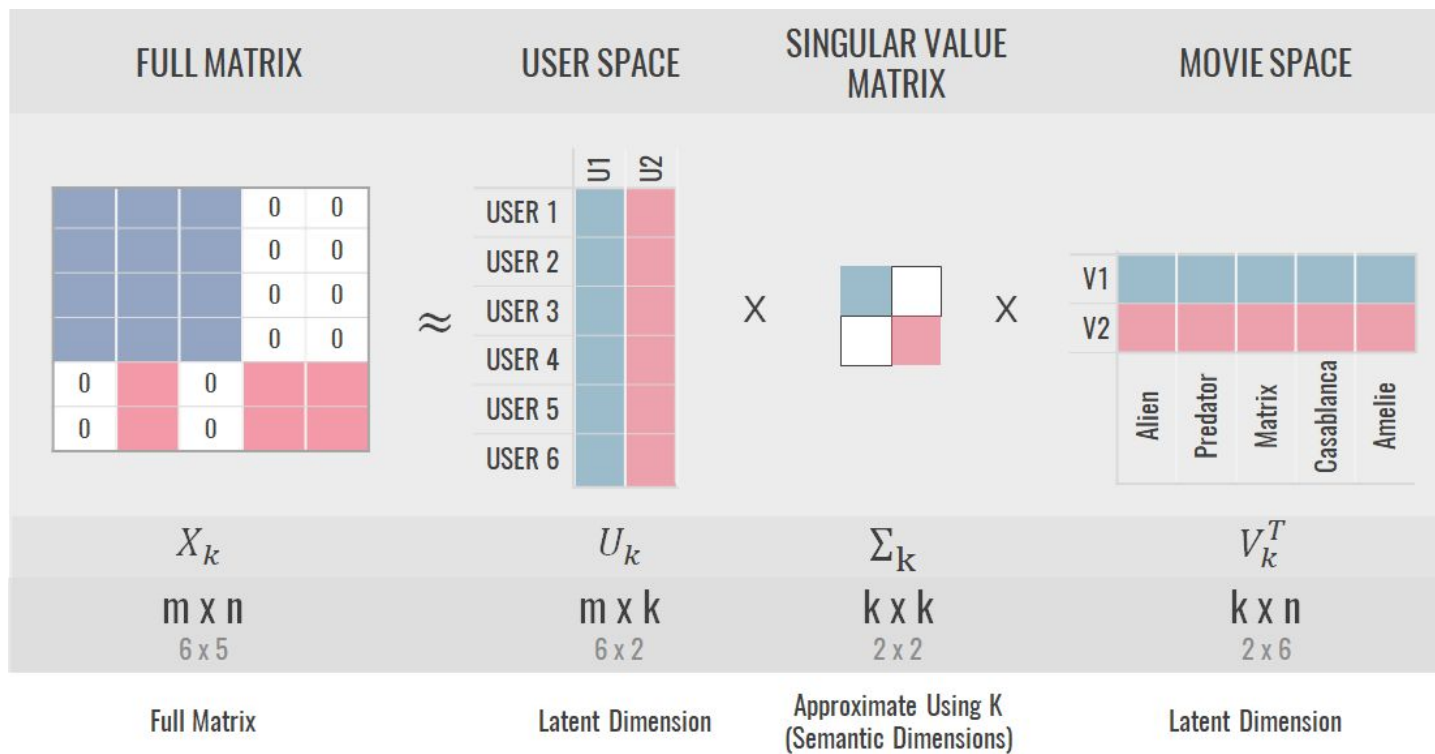 FULL MATRIX
USER SPACE
SINGULAR VALUE
MATRIX
MOVIE SPACE
U1 U2
0 0
0 0
0 0
0 0
0 0
0 0
≈
USER 1
USER 2
USER 3
USER 4
USER 5
USER 6
X
X
V1
V2
Alien
Predator
Matrix
Casablanca
Amelie
X_k
U_k
Σ_k
V_k^T
m x n
m x k
k x k
k x n
6 x 5
6 x 2
2 x 2
2 x 6
Full Matrix
Latent Dimension
Approximate Using K
(Semantic Dimensions)
Latent Dimension